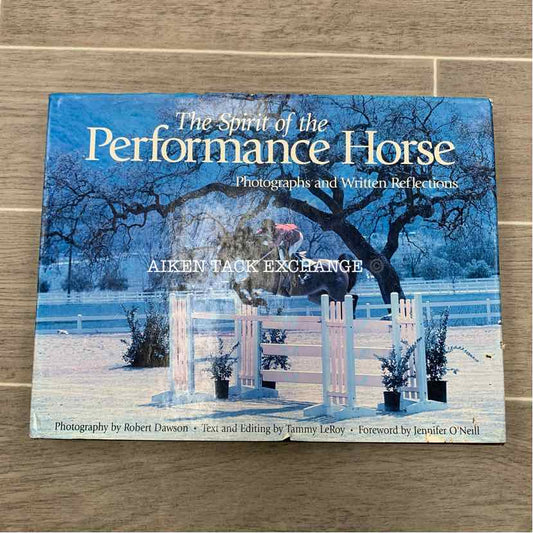 The Spirit of the
Performance Horse
Photographs and Written Reflections
AIKEN TACK EXCHANGE ©
Photography by Robert Dawson • Text and Editing by Tammy LeRoy • Foreword by Jennifer O'Neill